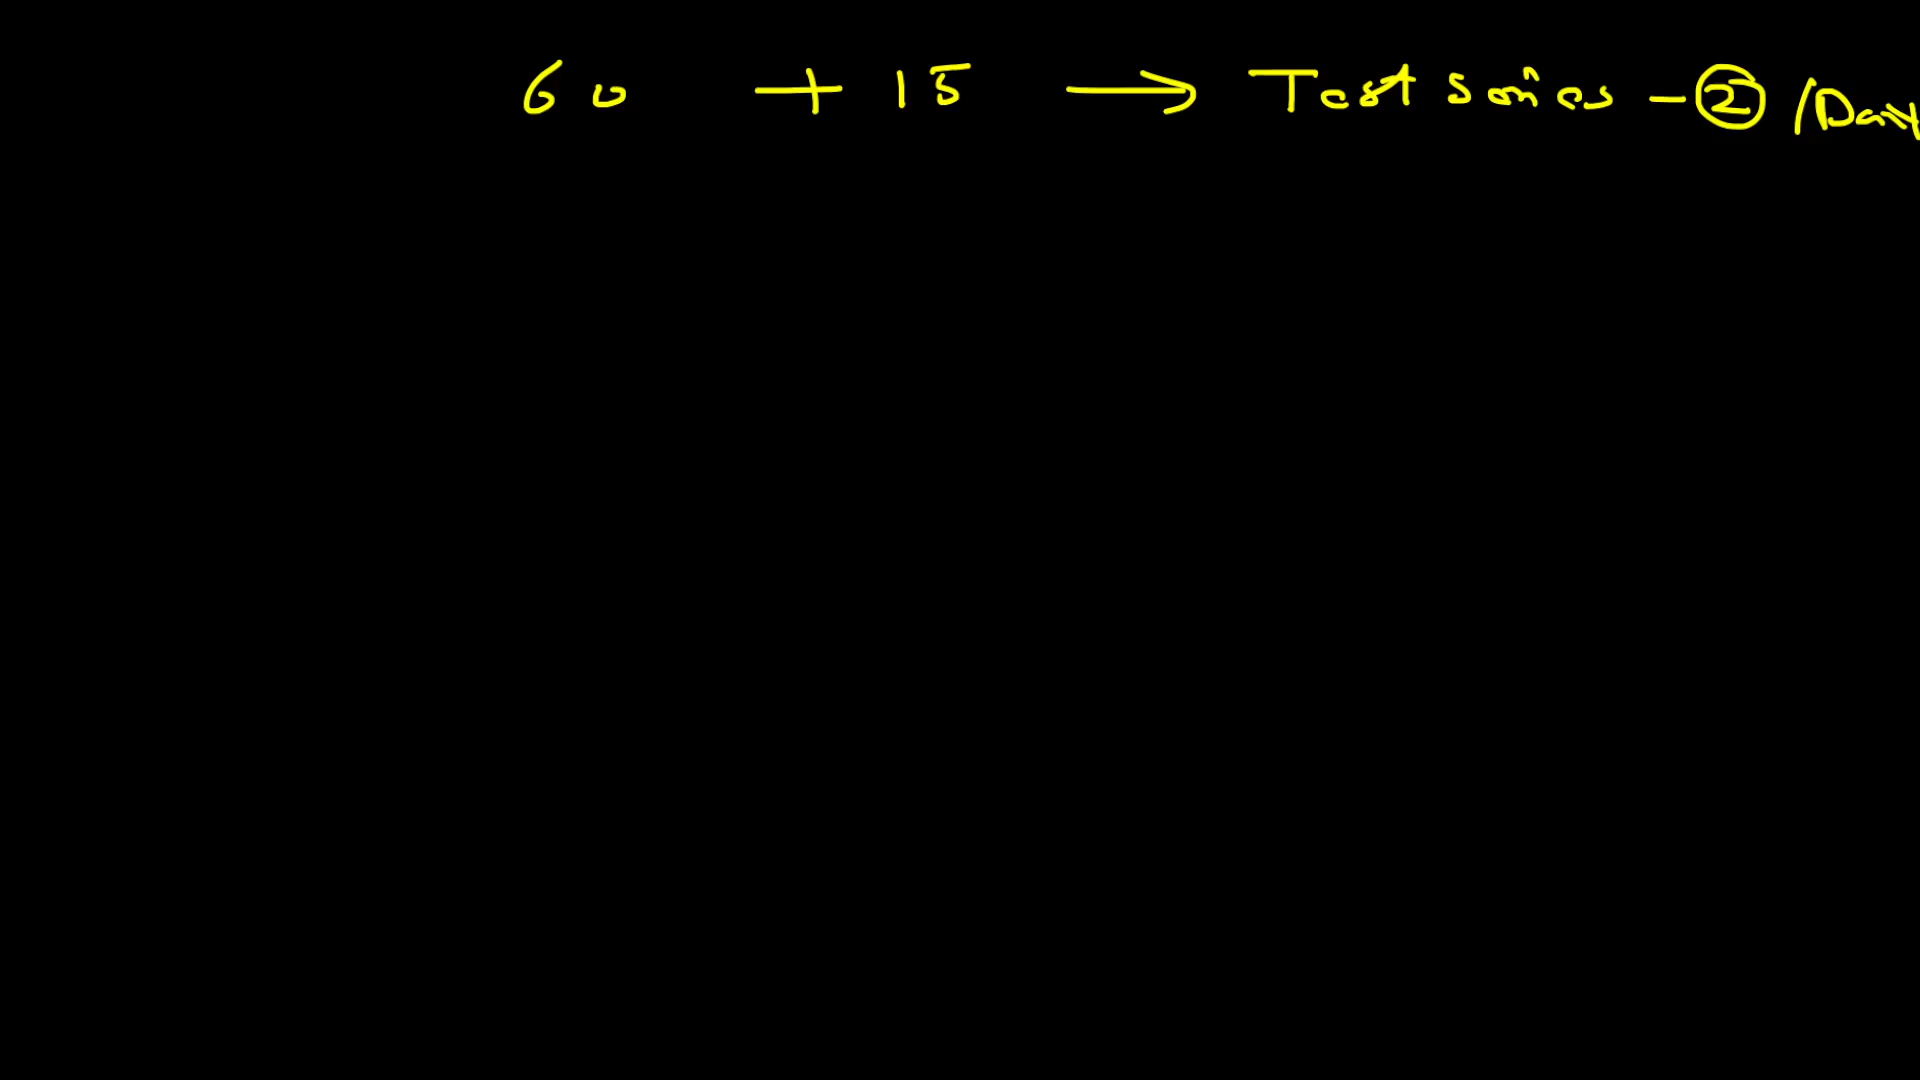 60 + 15 → Test series - ② /Day